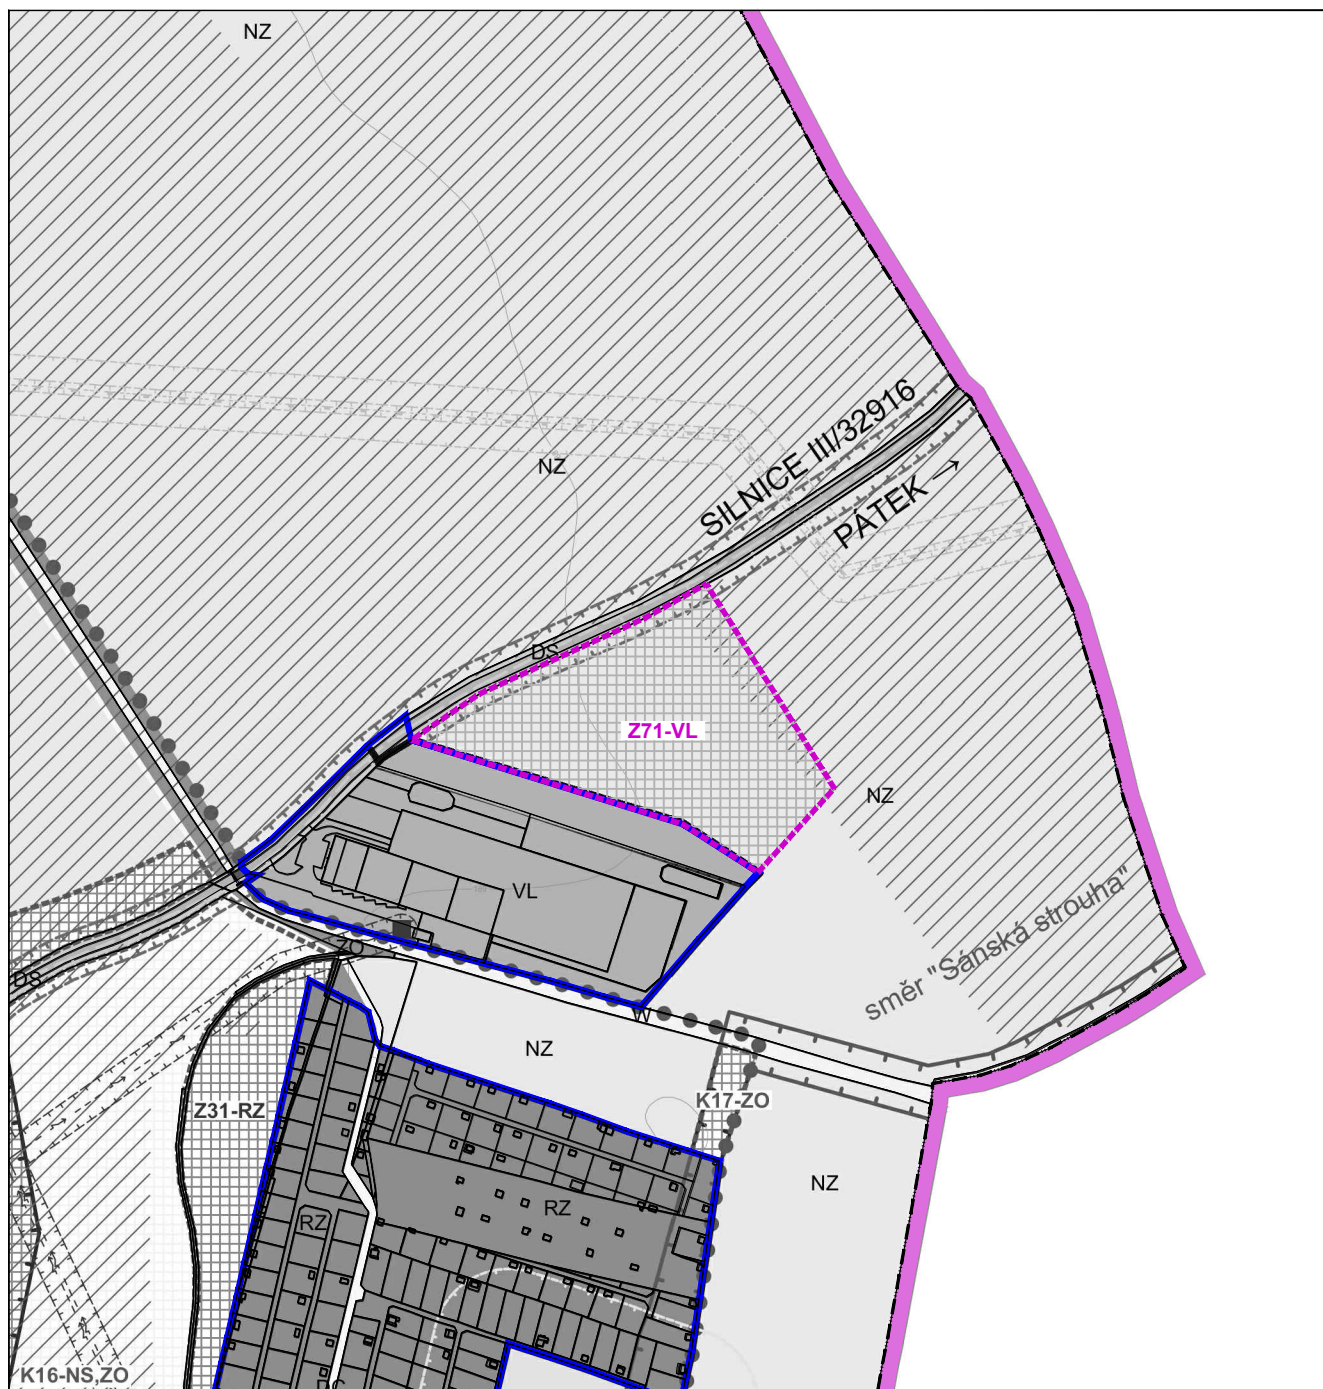 NZ
SILNICE III/32916
NZ
PÁTEK →
DS
Z71-VL
NZ
VL
směr "Sánská strouha"
ZO
DS
W
NZ
K17-ZO
Z31-RZ
NZ
RZ
RZ
K16-NS,ZO